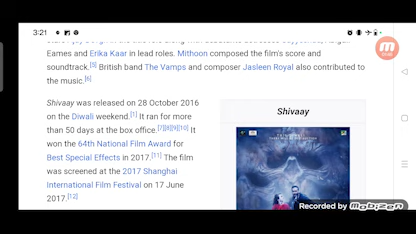 3:21
Eames and Erika Kaar in lead roles. Mithoon composed the film's score and
soundtrack.[5] British band The Vamps and composer Jasleen Royal also contributed to
the music.[6]
Shivaay was released on 28 October 2016
on the Diwali weekend.[1] It ran for more
than 50 days at the box office.[7][8][9][10] It
won the 64th National Film Award for
Best Special Effects in 2017.[11] The film
was screened at the 2017 Shanghai
International Film Festival on 17 June
2017.[12]
Shivaay
Recorded by mobizen